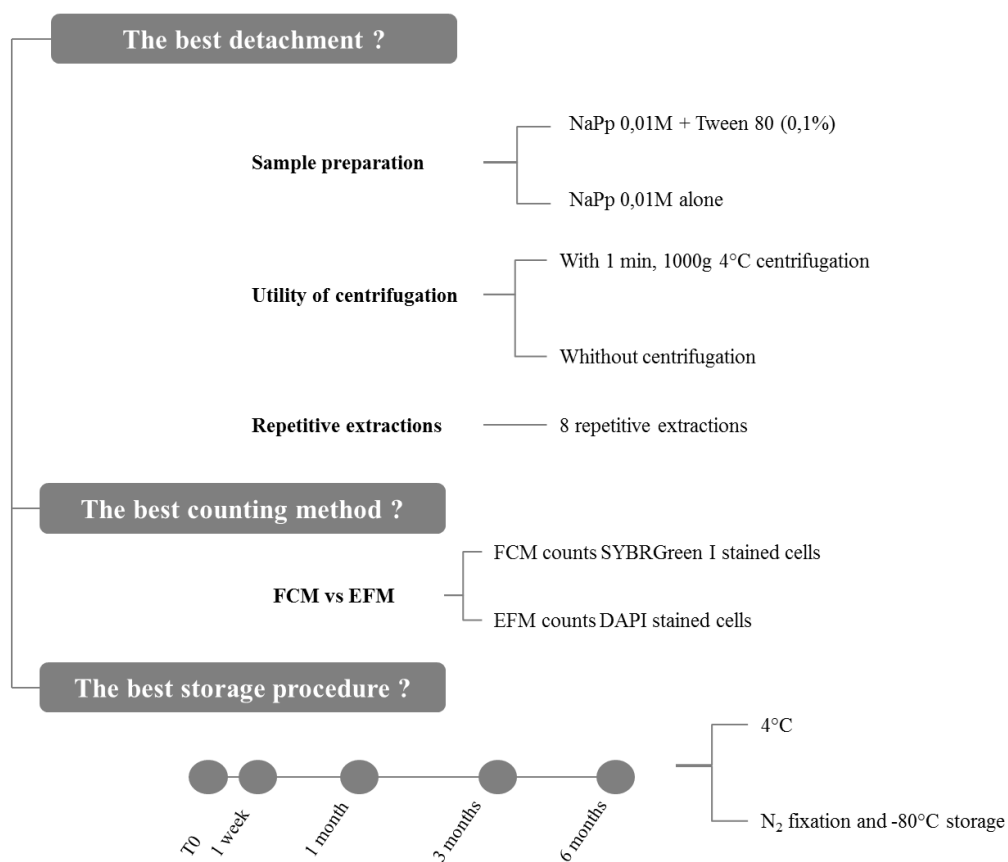 The best detachment ?
NaPp 0,01M + Tween 80 (0,1%)
Sample preparation
NaPp 0,01M alone
With 1 min, 1000g 4°C centrifugation
Utility of centrifugation
Whithout centrifugation
Repetitive extractions
8 repetitive extractions
The best counting method ?
FCM counts SYBRGreen I stained cells
FCM vs EFM
EFM counts DAPI stained cells
The best storage procedure ?
4°C
T0
1 week
1 month
3 months
6 months
N₂ fixation and -80°C storage